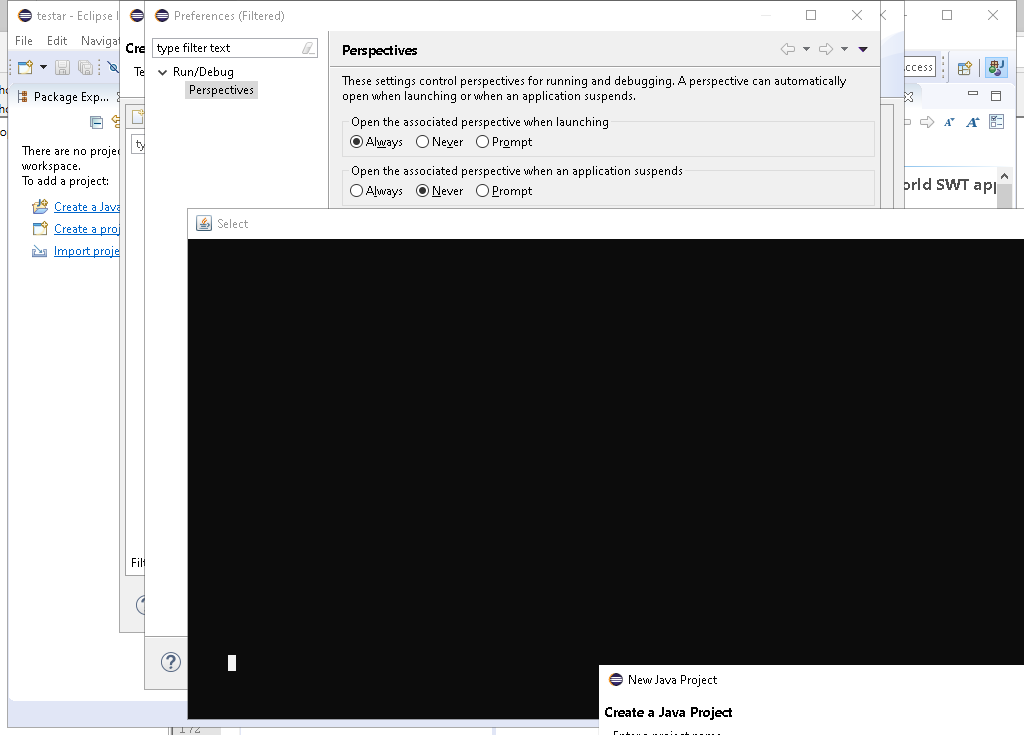 testar - Eclipse
File Edit Navigat
Package Exp...
There are no projec
workspace.
To add a project:
Create a Java
Create a proj
Import proje
Cre
Te
ty
Filt
Preferences (Filtered)
type filter text
Run/Debug
Perspectives
Perspectives
These settings control perspectives for running and debugging. A perspective can automatically
open when launching or when an application suspends.
Open the associated perspective when launching
Always Never Prompt
Open the associated perspective when an application suspends
Always Never Prompt
ccess
orld SWT app
Select
New Java Project
Create a Java Project
Enter a project name
172